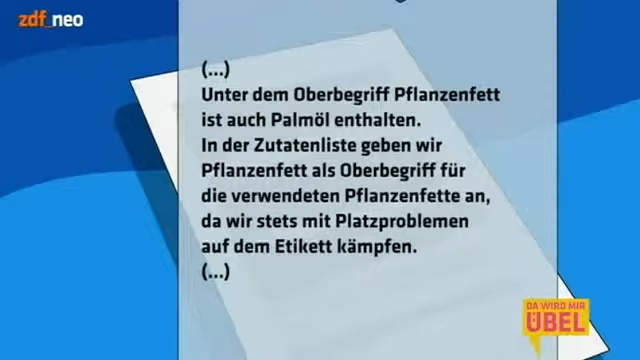 zdf_neo
(...)
Unter dem Oberbegriff Pflanzenfett
ist auch Palmöl enthalten.
In der Zutatenliste geben wir
Pflanzenfett als Oberbegriff für
die verwendeten Pflanzenfette an,
da wir stets mit Platzproblemen
auf dem Etikett kämpfen.
(...)
DA WIRD MIR
ÜBEL